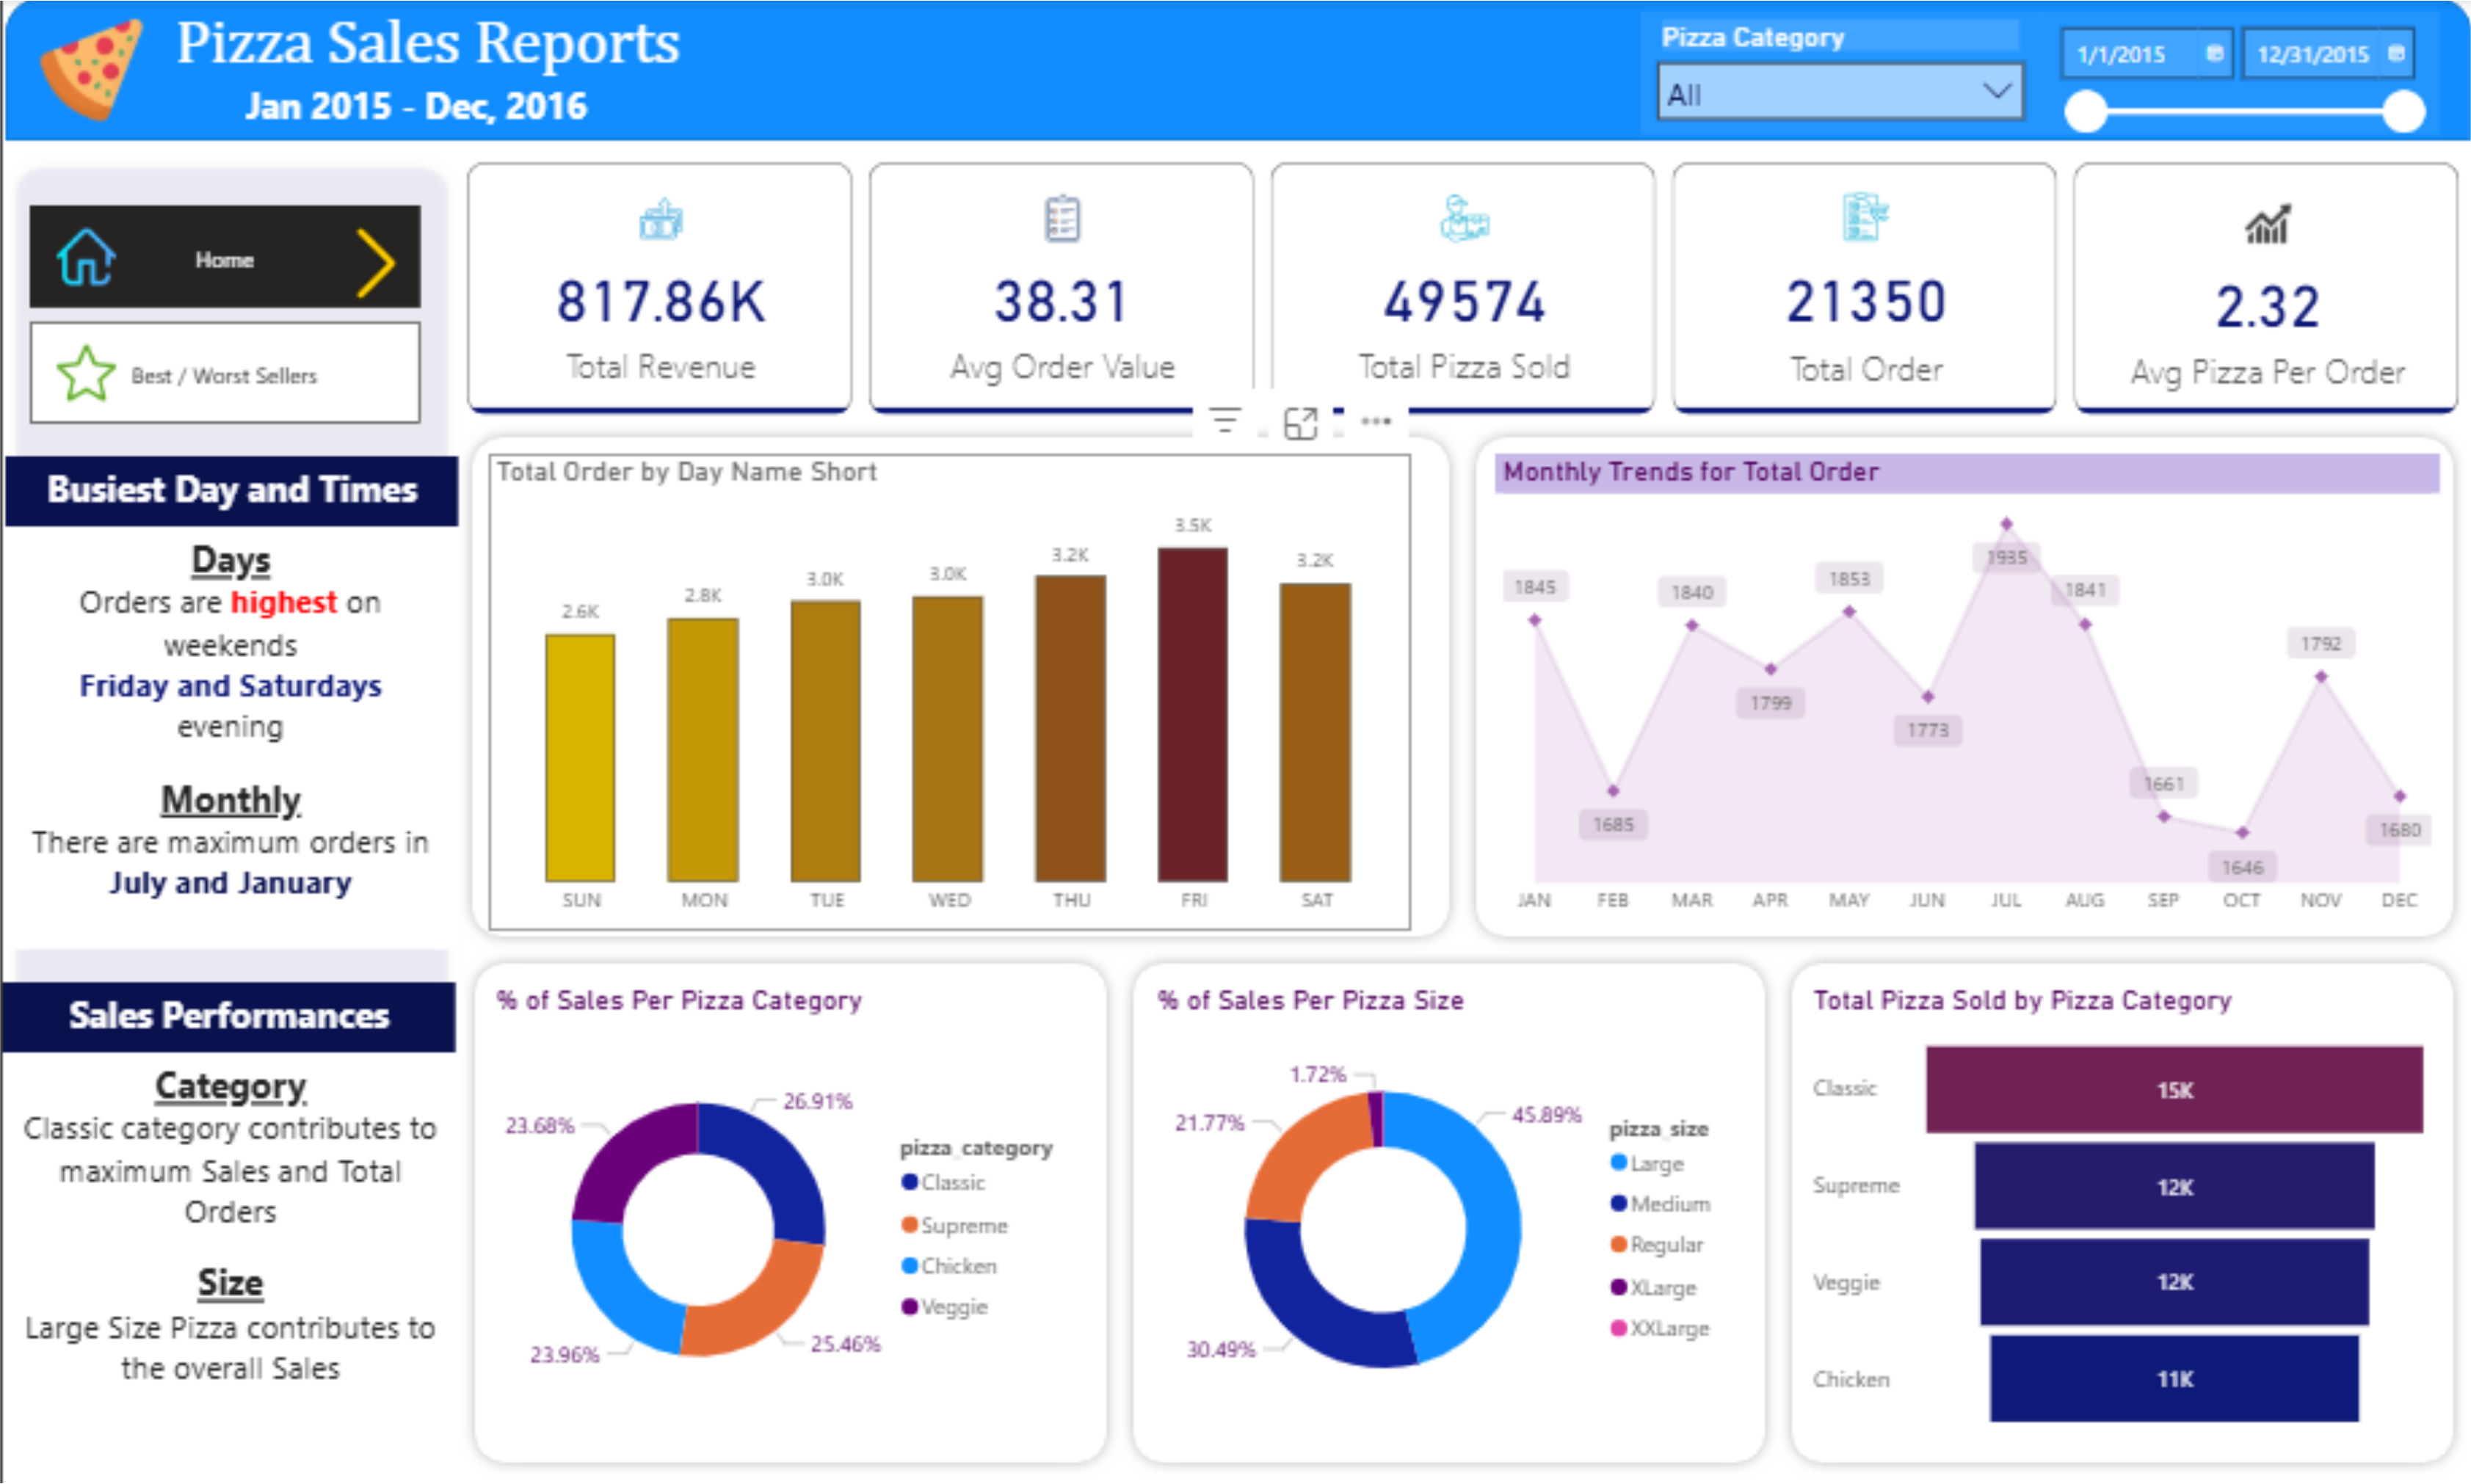 Pizza Sales Reports
Jan 2015 - Dec, 2016
Pizza Category
All
1/1/2015
12/31/2015
Home
Best / Worst Sellers
817.86K
Total Revenue
38.31
Avg Order Value
49574
Total Pizza Sold
21350
Total Order
2.32
Avg Pizza Per Order
Busiest Day and Times
Days
Orders are highest on
weekends
Friday and Saturdays
evening
Monthly
There are maximum orders in
July and January
Total Order by Day Name Short
2.6K
2.8K
3.0K
3.0K
3.2K
3.5K
3.2K
SUN
MON
TUE
WED
THU
FRI
SAT
Monthly Trends for Total Order
1845
1685
1840
1799
1853
1773
1935
1841
1661
1646
1792
1680
JAN
FEB
MAR
APR
MAY
JUN
JUL
AUG
SEP
OCT
NOV
DEC
Sales Performances
Category
Classic category contributes to
maximum Sales and Total
Orders
Size
Large Size Pizza contributes to
the overall Sales
% of Sales Per Pizza Category
26.91%
25.46%
23.96%
23.68%
pizza_category
Classic
Supreme
Chicken
Veggie
% of Sales Per Pizza Size
1.72%
45.89%
30.49%
21.77%
pizza_size
Large
Medium
Regular
XLarge
XXLarge
Total Pizza Sold by Pizza Category
Classic
15K
Supreme
12K
Veggie
12K
Chicken
11K